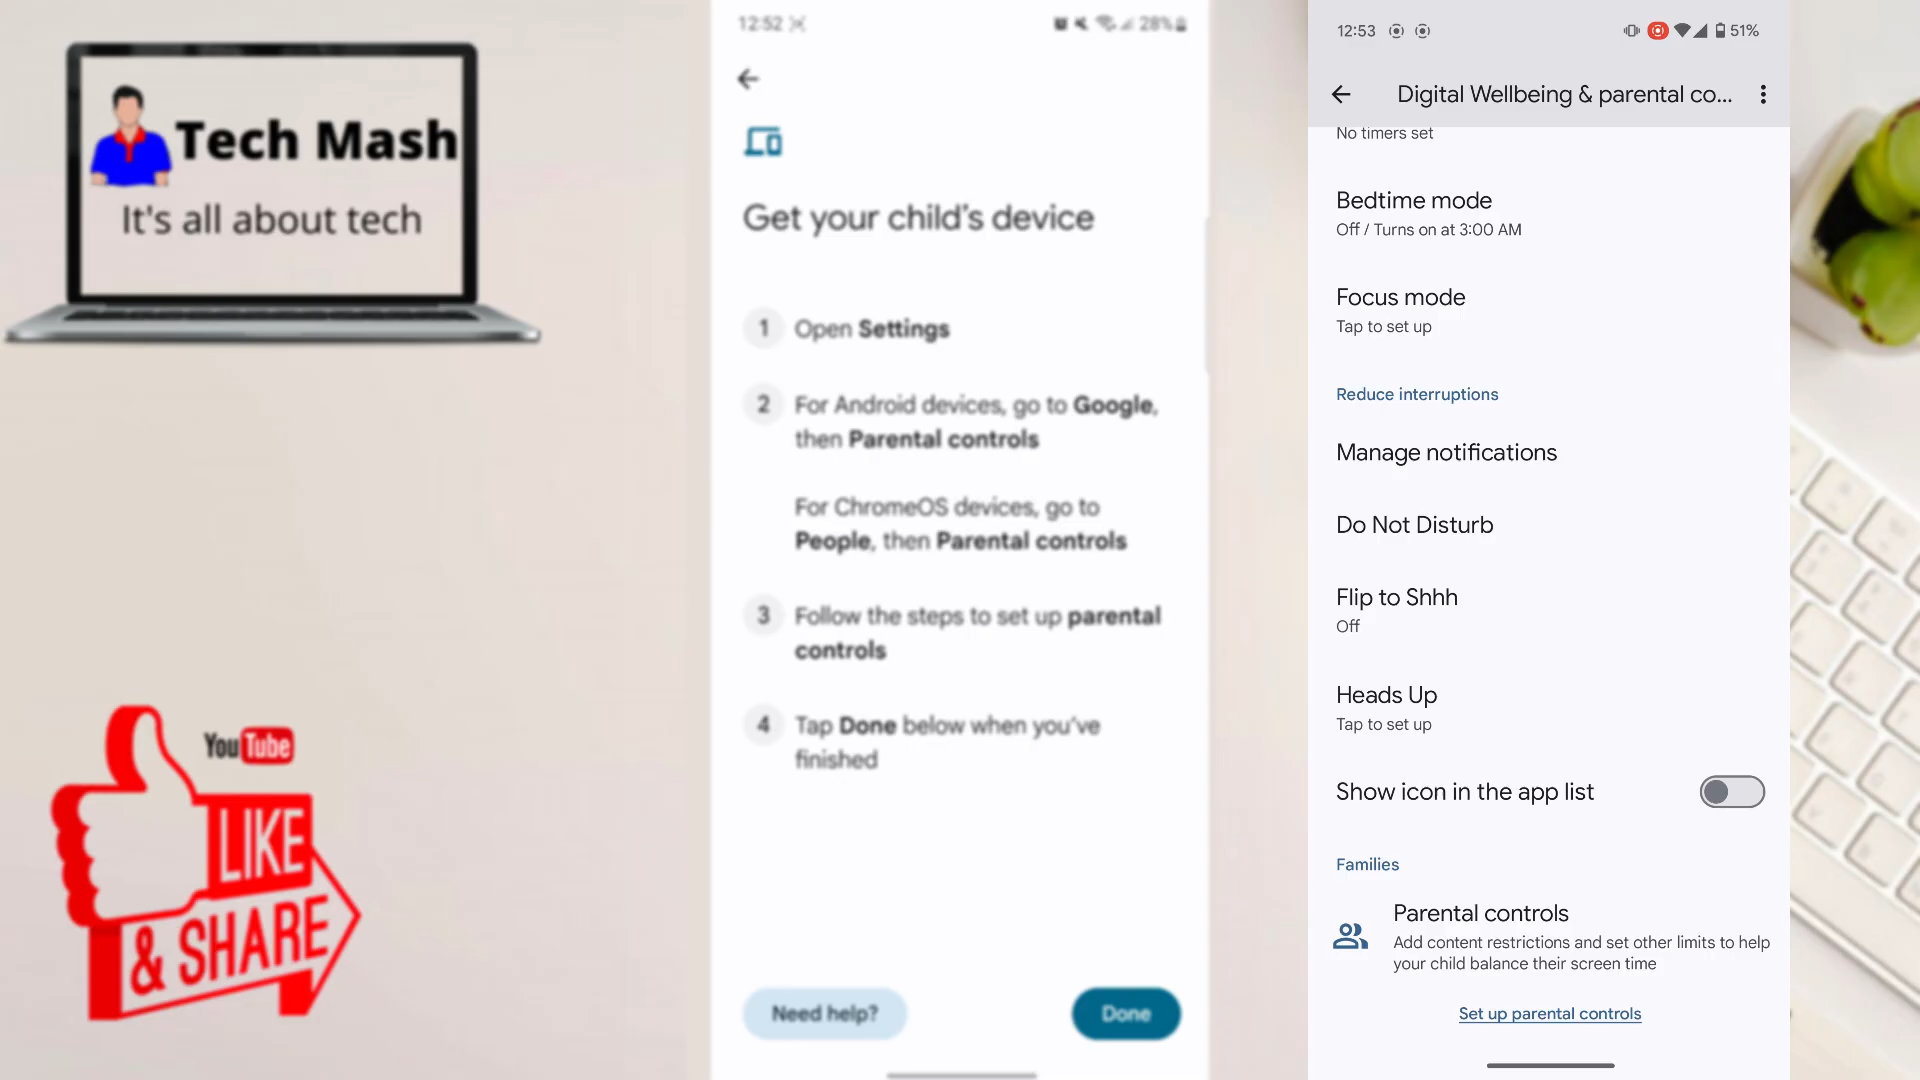 Tech Mash
It's all about tech
YouTube
LIKE
& SHARE
12:52
28%
Get your child's device
1 Open Settings
2 For Android devices, go to Google,
then Parental controls
For ChromeOS devices, go to
People, then Parental controls
3 Follow the steps to set up parental
controls
4 Tap Done below when you've
finished
Need help?
Done
12:53
51%
Digital Wellbeing & parental co...
No timers set
Bedtime mode
Off / Turns on at 3:00 AM
Focus mode
Tap to set up
Reduce interruptions
Manage notifications
Do Not Disturb
Flip to Shhh
Off
Heads Up
Tap to set up
Show icon in the app list
Families
Parental controls
Add content restrictions and set other limits to help
your child balance their screen time
Set up parental controls